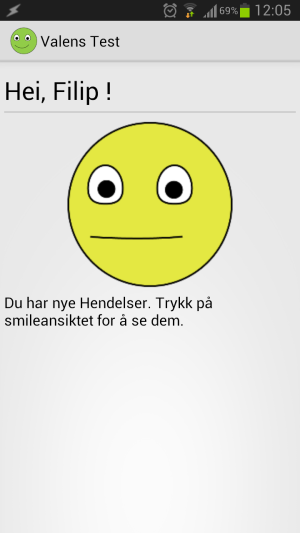 69% 12:05
Valens Test
Hei, Filip !
Du har nye Hendelser. Trykk på
smileansiktet for å se dem.